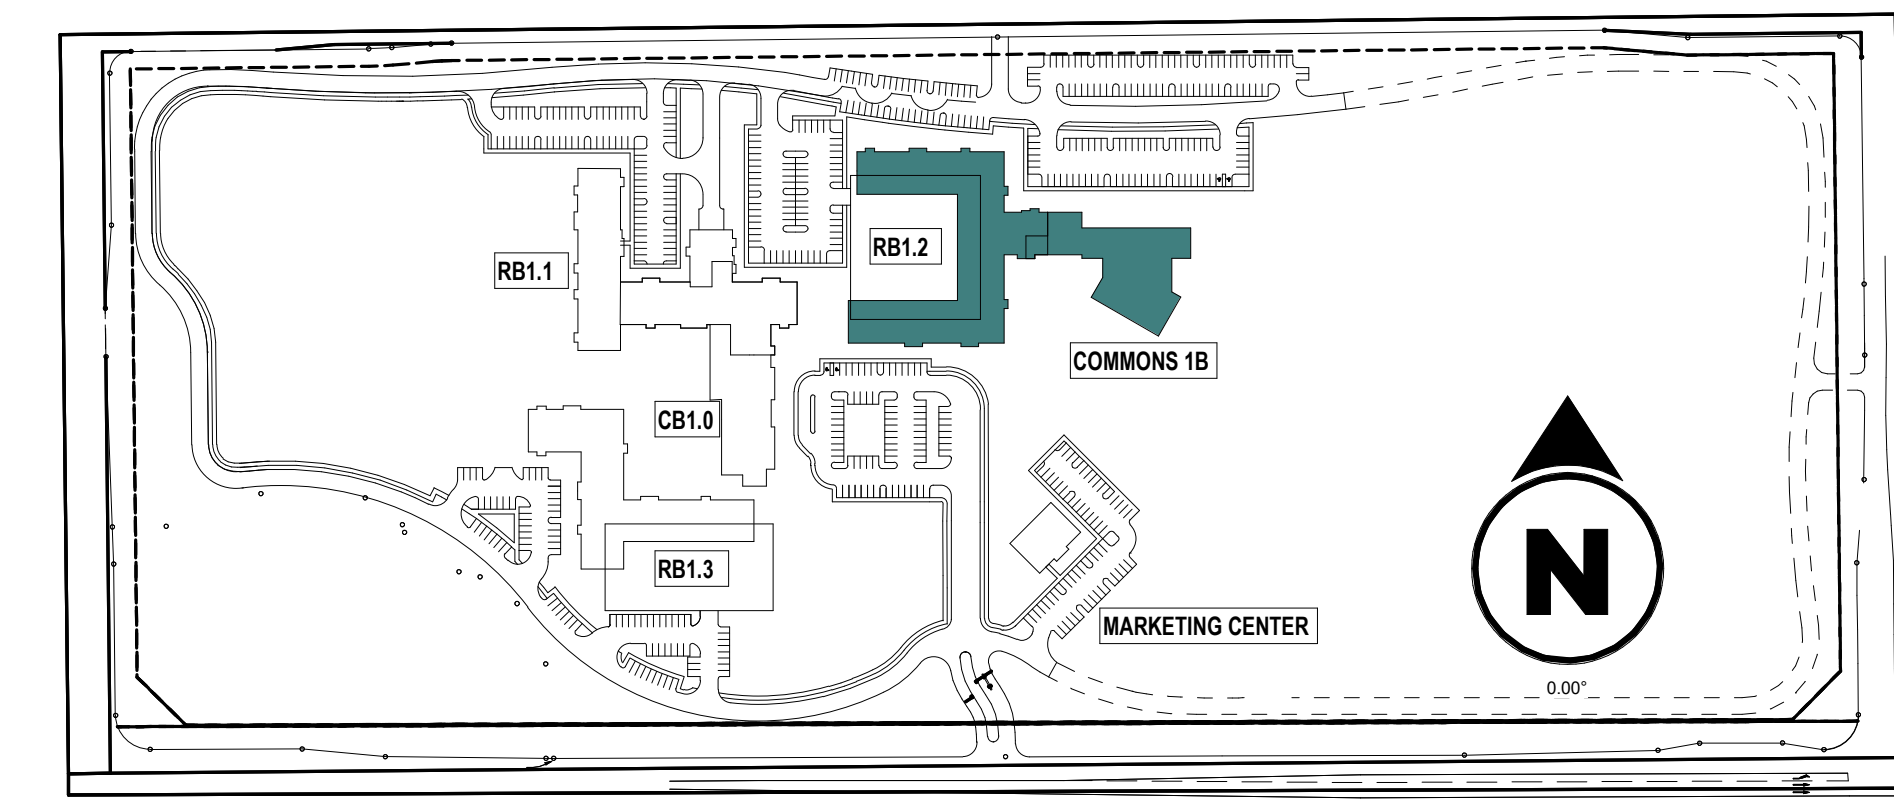 RB1.2
RB1.1
COMMONS 1B
CB1.0
RB1.3
N
MARKETING CENTER
0.00°